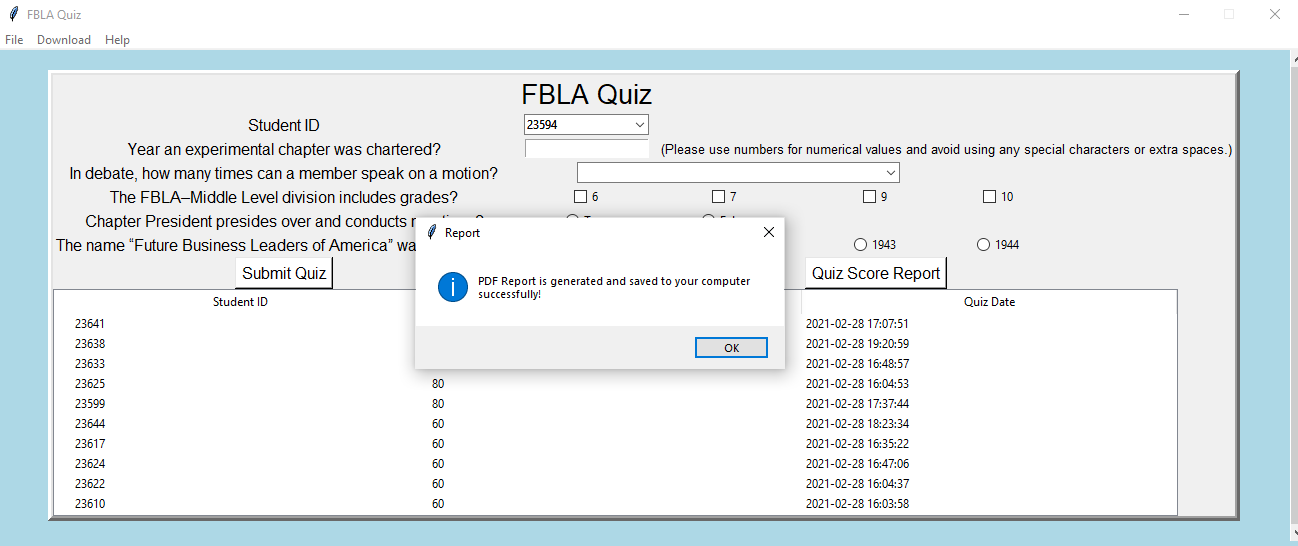 FBLA Quiz
File Download Help
FBLA Quiz
Student ID 23594
Year an experimental chapter was chartered? (Please use numbers for numerical values and avoid using any special characters or extra spaces.)
In debate, how many times can a member speak on a motion?
The FBLA–Middle Level division includes grades? 6 7 9 10
Chapter President presides over and conducts
The name “Future Business Leaders of America” 1943 1944
Report
PDF Report is generated and saved to your computer
successfully!
OK
Submit Quiz Quiz Score Report
Student ID Quiz Date
23641 2021-02-28 17:07:51
23638 2021-02-28 19:20:59
23633 2021-02-28 16:48:57
23625 80 2021-02-28 16:04:53
23599 80 2021-02-28 17:37:44
23644 60 2021-02-28 18:23:34
23617 60 2021-02-28 16:35:22
23624 60 2021-02-28 16:47:06
23622 60 2021-02-28 16:04:37
23610 60 2021-02-28 16:03:58